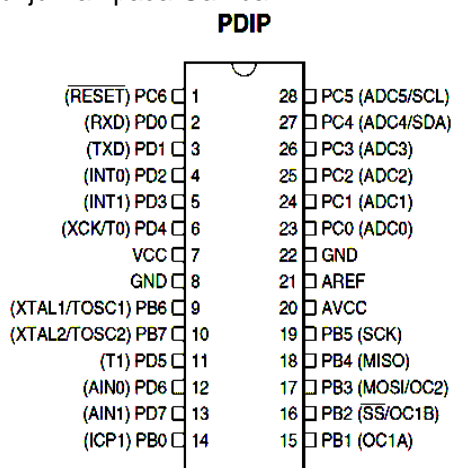 PDIP
(RESET) PC6 1 28 PC5 (ADC5/SCL)
(RXD) PD0 2 27 PC4 (ADC4/SDA)
(TXD) PD1 3 26 PC3 (ADC3)
(INT0) PD2 4 25 PC2 (ADC2)
(INT1) PD3 5 24 PC1 (ADC1)
(XCK/T0) PD4 6 23 PC0 (ADC0)
VCC 7 22 GND
GND 8 21 AREF
(XTAL1/TOSC1) PB6 9 20 AVCC
(XTAL2/TOSC2) PB7 10 19 PB5 (SCK)
(T1) PD5 11 18 PB4 (MISO)
(AIN0) PD6 12 17 PB3 (MOSI/OC2)
(AIN1) PD7 13 16 PB2 (SS/OC1B)
(ICP1) PB0 14 15 PB1 (OC1A)